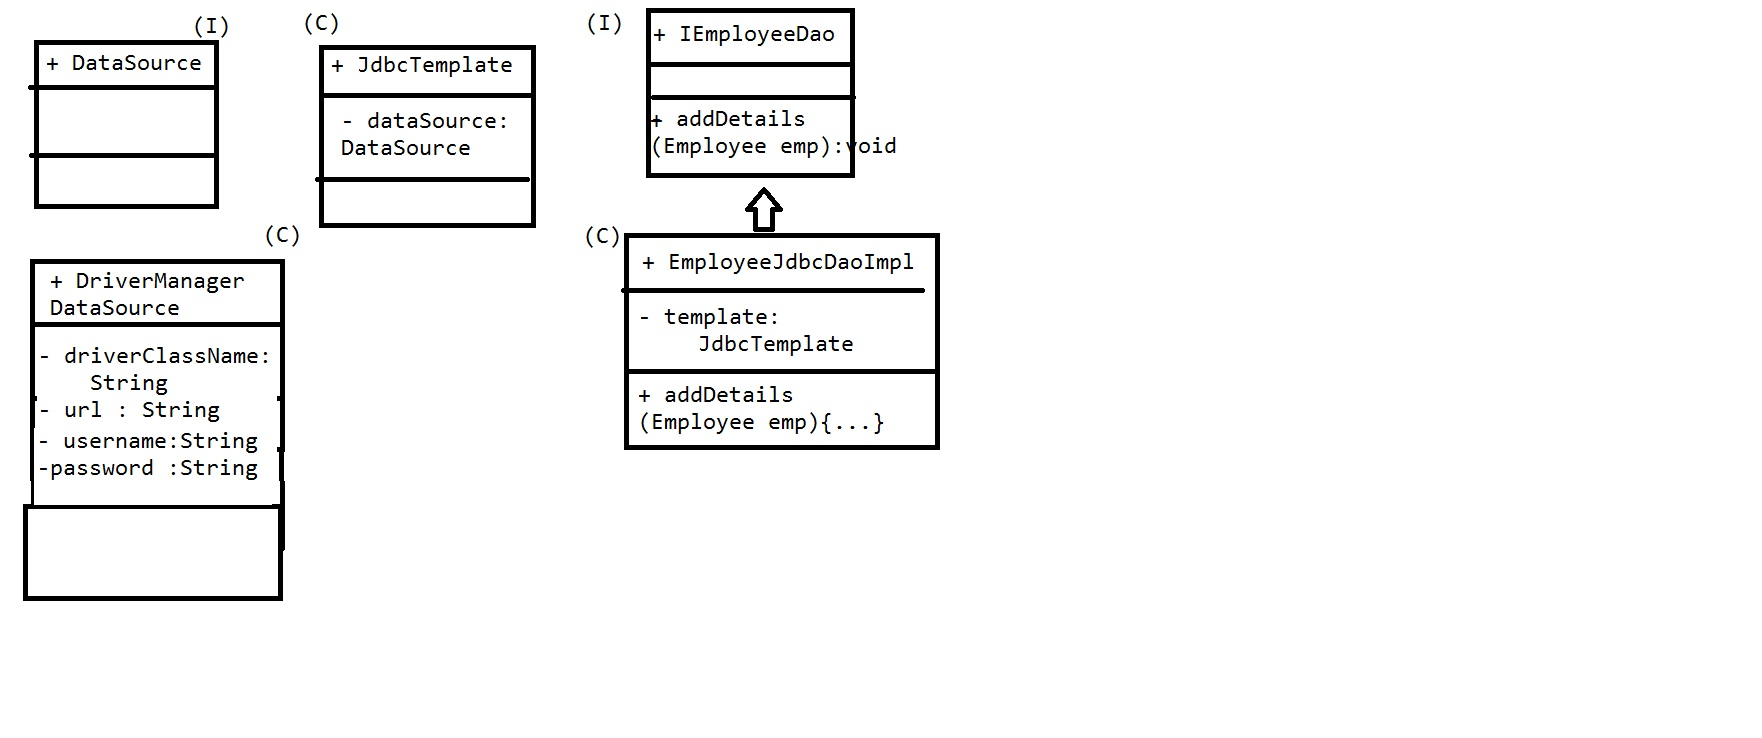 (I)
+ DataSource
(C)
+ JdbcTemplate
- dataSource:
DataSource
(I)
+ IEmployeeDao
+ addDetails
(Employee emp):void
(C)
+ DriverManager
DataSource
- driverClassName:
String
- url : String
- username:String
-password :String
(C)
+ EmployeeJdbcDaoImpl
- template:
JdbcTemplate
+ addDetails
(Employee emp){...}